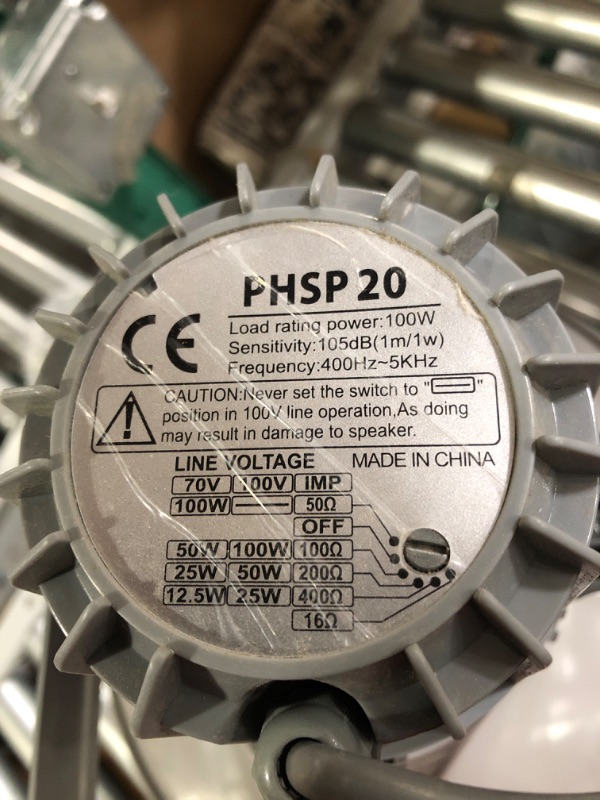 PHSP 20
CE
Load rating power:100W
Sensitivity:105dB(1m/1w)
Frequency:400Hz~5KHz
CAUTION:Never set the switch to " "
position in 100V line operation,As doing
may result in damage to speaker.
LINE VOLTAGE MADE IN CHINA
70V 100V IMP
100W 50Ω
OFF
50W 100W 100Ω
25W 50W 200Ω
12.5W 25W 400Ω
16Ω